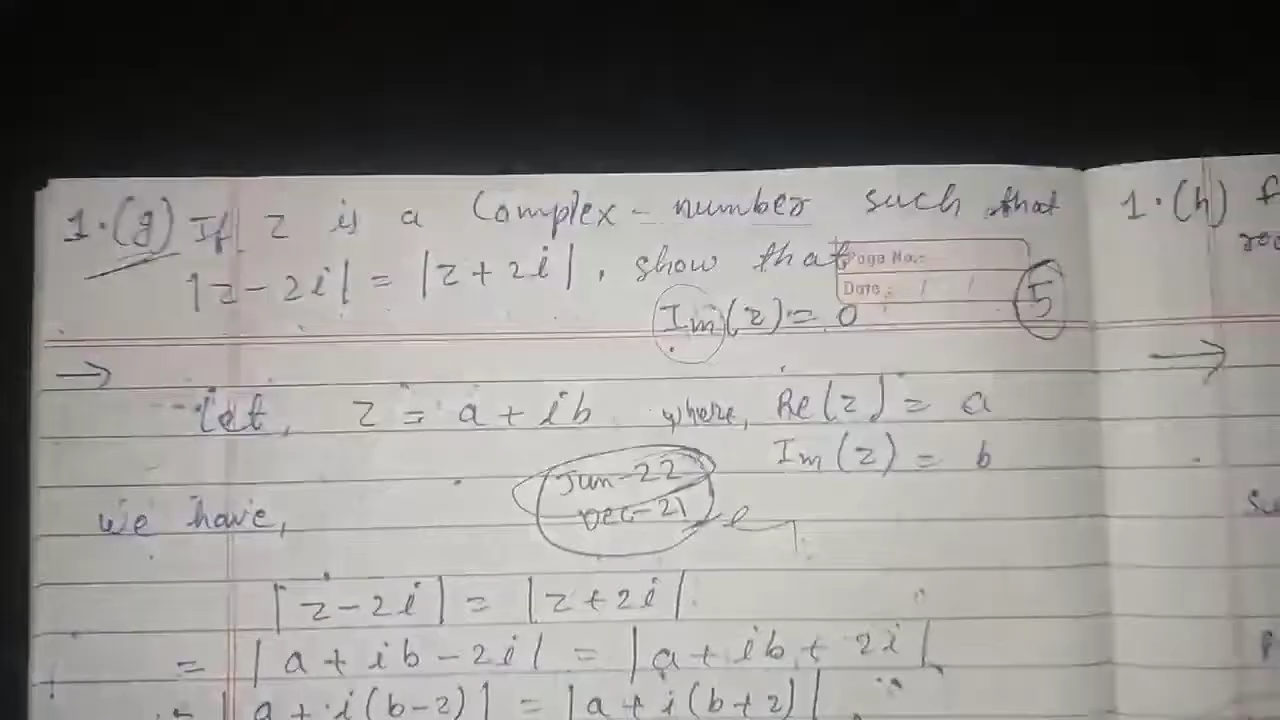 1.(g) If z is a Complex-number such that
|z-2i| = |z+2i|, show that
Page No.:
Date: / /
Im(z) = 0
5
→
let, z = a+ib where, Re(z) = a
Im(z) = b
Jun-22
Dec-21
we have,
|z-2i| = |z+2i|
= |a+ib-2i| = |a+ib+2i|
= |a+i(b-2)| = |a+i(b+2)|
1.(h) f
→